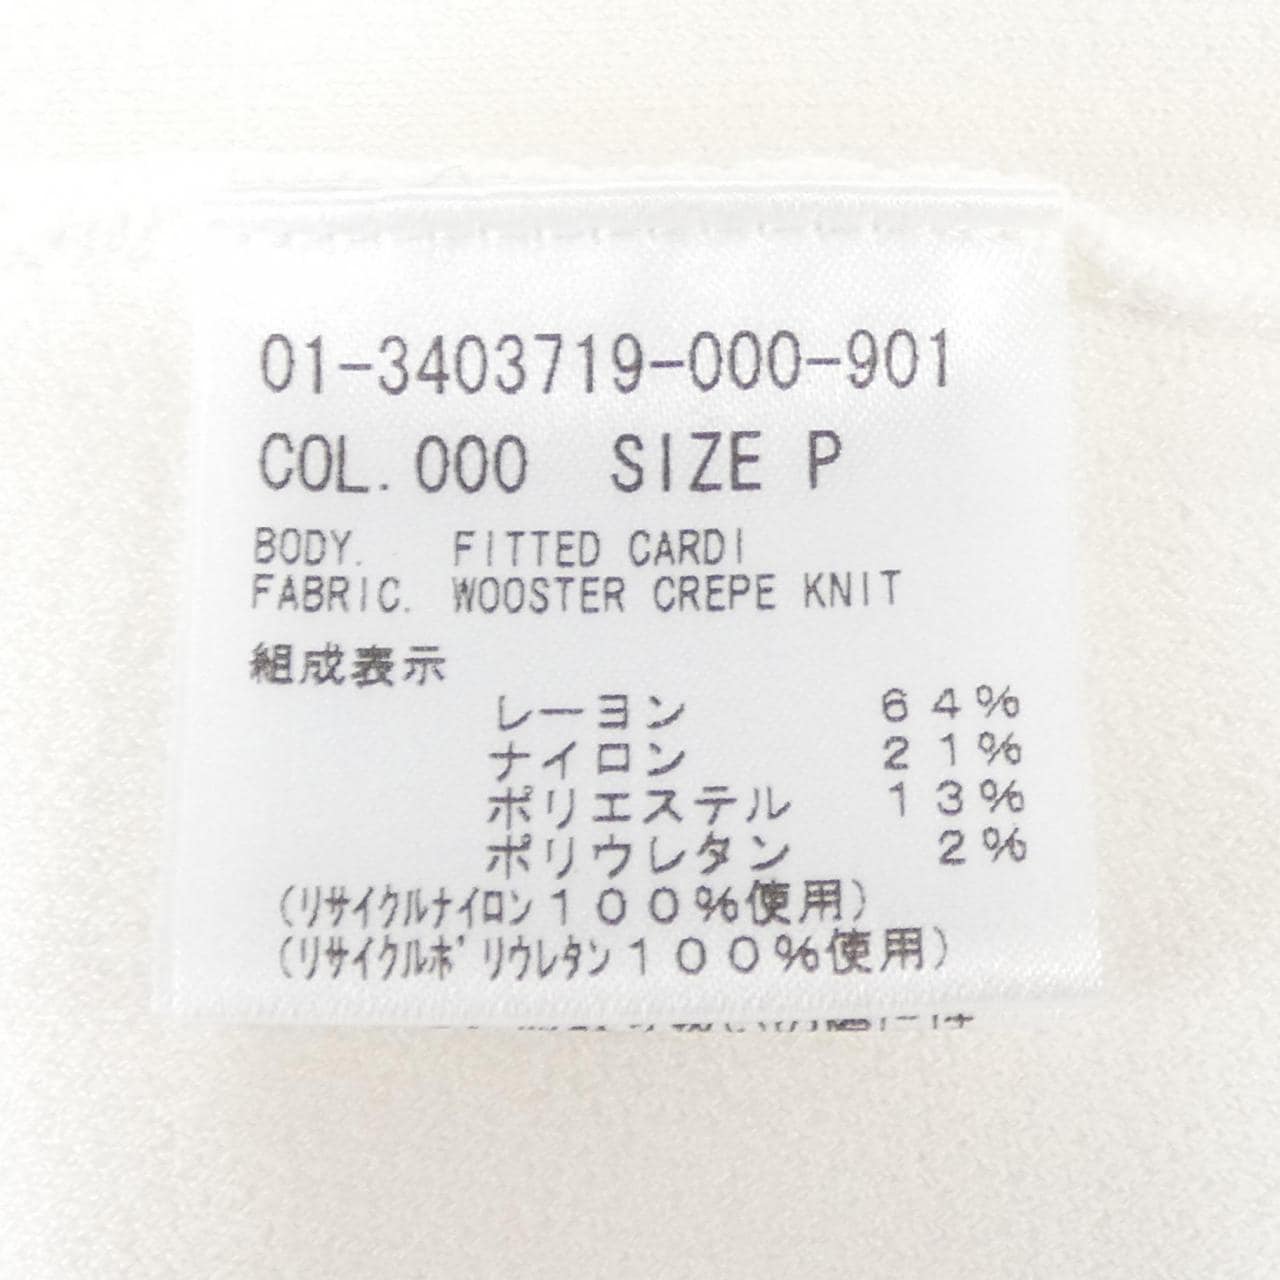 01-3403719-000-901
COL.000 SIZE P
BODY. FITTED CARDI
FABRIC. WOOSTER CREPE KNIT
組成表示
レーヨン 64%
ナイロン 21%
ポリエステル 13%
ポリウレタン 2%
(リサイクルナイロン100%使用)
(リサイクルポリウレタン100%使用)